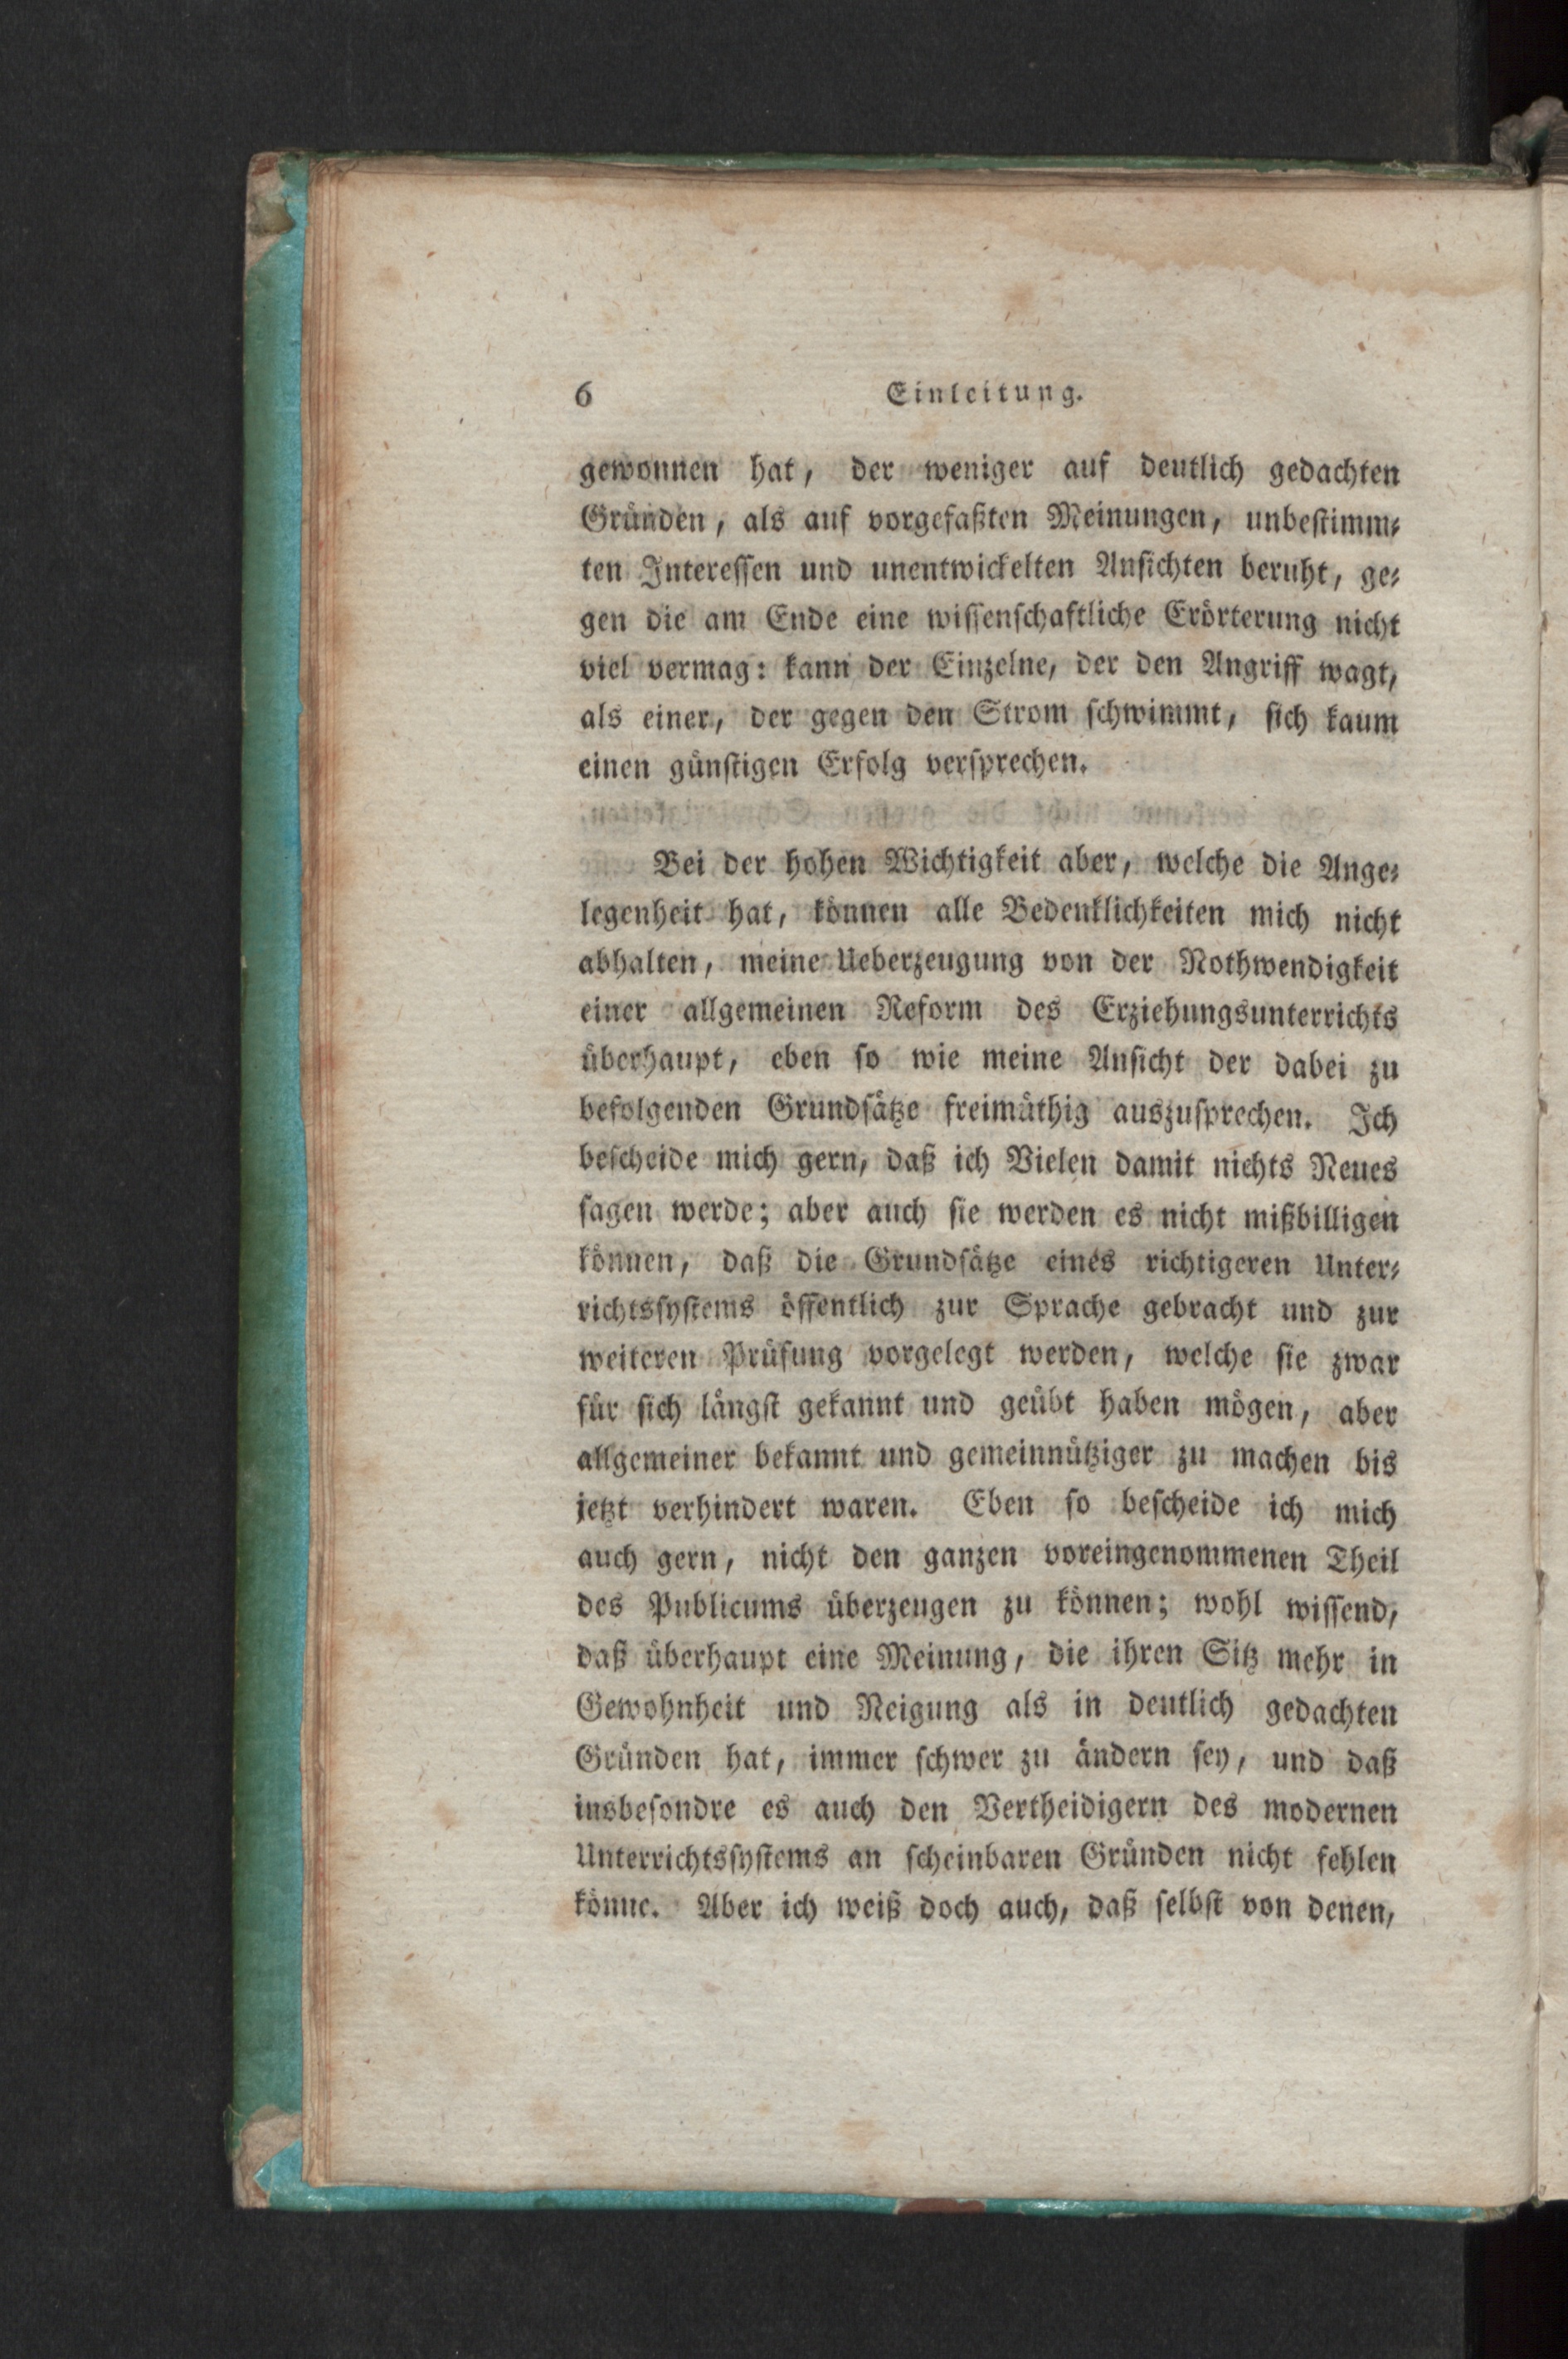 6 Einleitung.
gewonnen hat, der weniger auf deutlich gedachten
Gründen, als auf vorgefaßten Meinungen, unbestimm-
ten Interessen und unentwickelten Ansichten beruht, ge-
gen die am Ende eine wissenschaftliche Erörterung nicht
viel vermag: kann der Einzelne, der den Angriff wagt,
als einer, der gegen den Strom schwimmt, sich kaum
einen günstigen Erfolg versprechen.
Bei der hohen Wichtigkeit aber, welche die Ange-
legenheit hat, können alle Bedenklichkeiten mich nicht
abhalten, meine Ueberzeugung von der Nothwendigkeit
einer allgemeinen Reform des Erziehungsunterrichts
überhaupt, eben so wie meine Ansicht der dabei zu
befolgenden Grundsätze freimüthig auszusprechen. Ich
bescheide mich gern, daß ich Vielen damit nichts Neues
sagen werde; aber auch sie werden es nicht mißbilligen
können, daß die Grundsätze eines richtigeren Unter-
richtssystems öffentlich zur Sprache gebracht und zur
weiteren Prüfung vorgelegt werden, welche sie zwar
für sich längst gekannt und geübt haben mögen, aber
allgemeiner bekannt und gemeinnütziger zu machen bis
jetzt verhindert waren. Eben so bescheide ich mich
auch gern, nicht den ganzen voreingenommenen Theil
des Publicums überzeugen zu können; wohl wissend,
daß überhaupt eine Meinung, die ihren Sitz mehr in
Gewohnheit und Neigung als in deutlich gedachten
Gründen hat, immer schwer zu ändern sey, und daß
insbesondre es auch den Vertheidigern des modernen
Unterrichtssystems an scheinbaren Gründen nicht fehlen
könne. Aber ich weiß doch auch, daß selbst von denen,